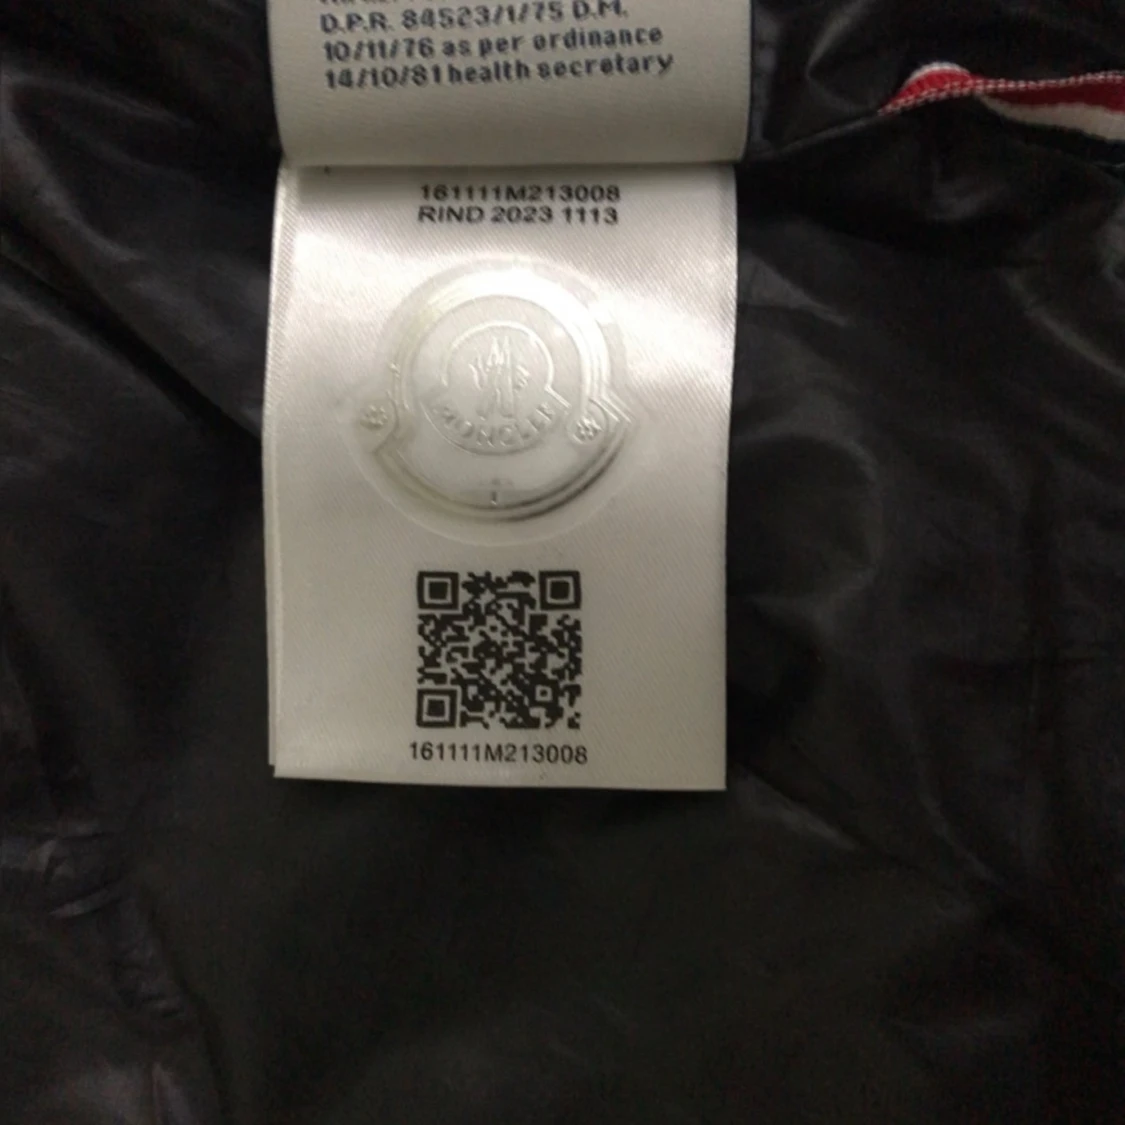 D.P.R. 84523/1/75 D.M.
10/11/76 as per ordinance
14/10/81 health secretary
161111M213008
RIND 2023 1113
MONCLER
161111M213008